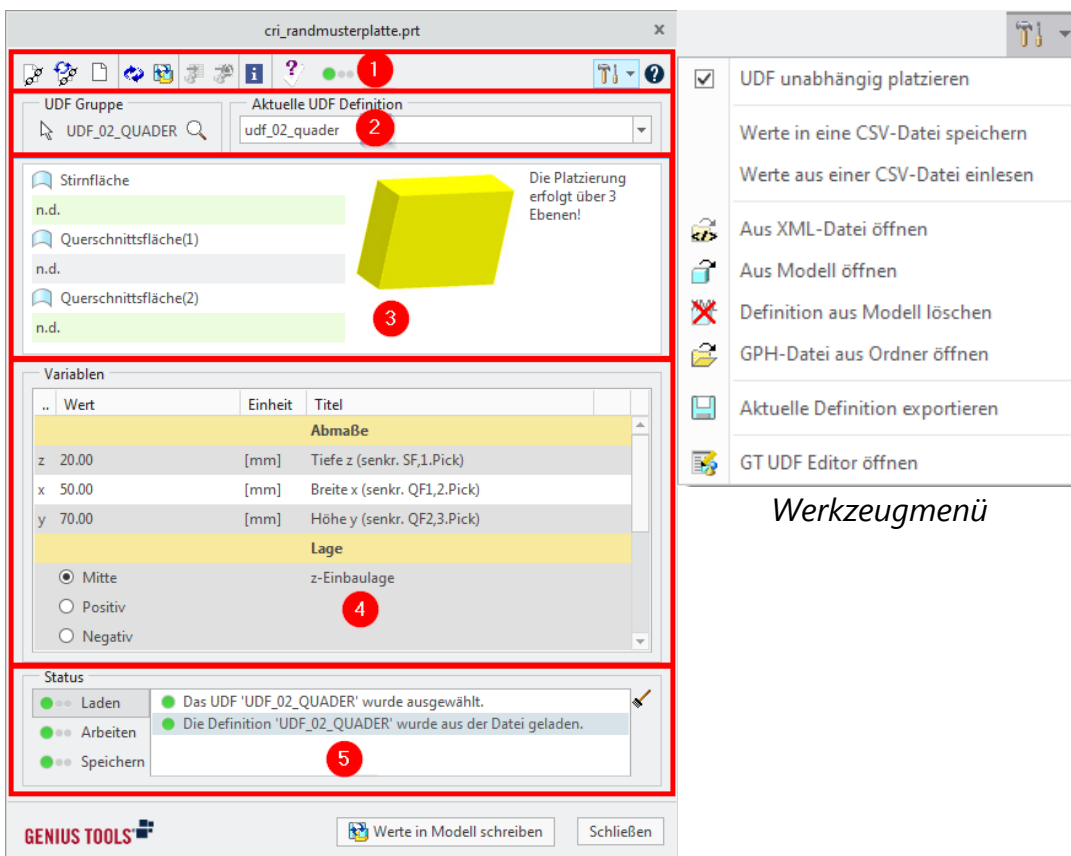 cri_randmusterplatte.prt
1
UDF Gruppe
UDF_02_QUADER
Aktuelle UDF Definition
udf_02_quader
2
Stirnfläche
n.d.
Querschnittsfläche(1)
n.d.
Querschnittsfläche(2)
n.d.
Die Platzierung
erfolgt über 3
Ebenen!
3
Variablen
.. Wert Einheit Titel
Abmaße
z 20.00 [mm] Tiefe z (senkr. SF,1.Pick)
x 50.00 [mm] Breite x (senkr. QF1,2.Pick)
y 70.00 [mm] Höhe y (senkr. QF2,3.Pick)
Lage
Mitte z-Einbaulage
Positiv
Negativ
4
Status
Laden
Arbeiten
Speichern
Das UDF 'UDF_02_QUADER' wurde ausgewählt.
Die Definition 'UDF_02_QUADER' wurde aus der Datei geladen.
5
GENIUS TOOLS
Werte in Modell schreiben
Schließen
UDF unabhängig platzieren
Werte in eine CSV-Datei speichern
Werte aus einer CSV-Datei einlesen
Aus XML-Datei öffnen
Aus Modell öffnen
Definition aus Modell löschen
GPH-Datei aus Ordner öffnen
Aktuelle Definition exportieren
GT UDF Editor öffnen
Werkzeugmenü